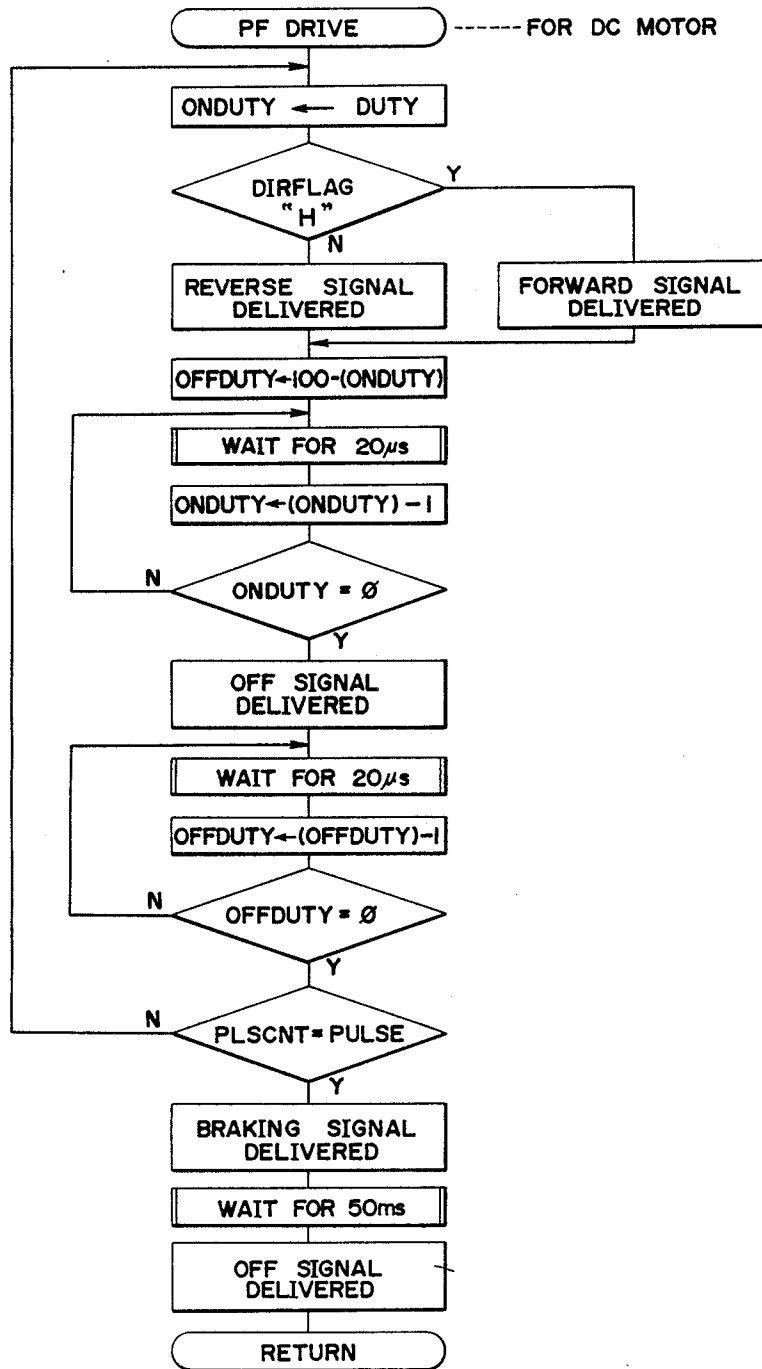 PF DRIVE ------ FOR DC MOTOR
ONDUTY ← DUTY
DIRFLAG
"H"
Y
N
REVERSE SIGNAL
DELIVERED
FORWARD SIGNAL
DELIVERED
OFFDUTY←100-(ONDUTY)
WAIT FOR 20μs
ONDUTY←(ONDUTY)-1
N
ONDUTY = Ø
Y
OFF SIGNAL
DELIVERED
WAIT FOR 20μs
OFFDUTY←(OFFDUTY)-1
N
OFFDUTY = Ø
Y
N
PLSCNT = PULSE
Y
BRAKING SIGNAL
DELIVERED
WAIT FOR 50ms
OFF SIGNAL
DELIVERED
RETURN